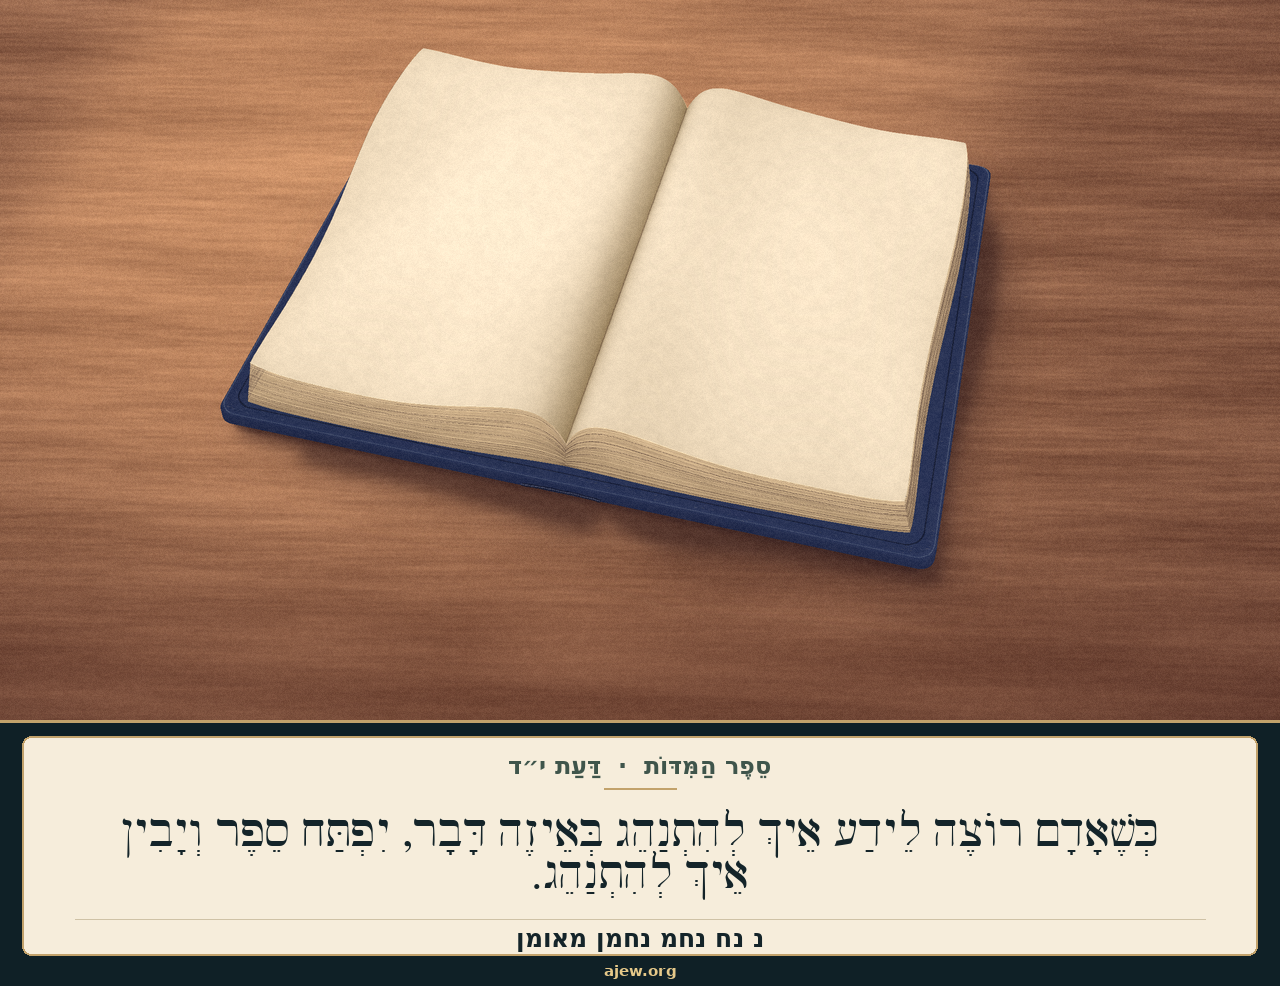 סֵפֶר הַמִּדּוֹת · דַּעַת י״ד
כְּשֶׁאָדָם רוֹצֶה לֵידַע אֵיךְ לְהִתְנַהֵג בְּאֵיזֶה דָּבָר, יִפְתַּח סֵפֶר וְיָבִין
אֵיךְ לְהִתְנַהֵג.
נ נח נחמ נחמן מאומן
ajew.org